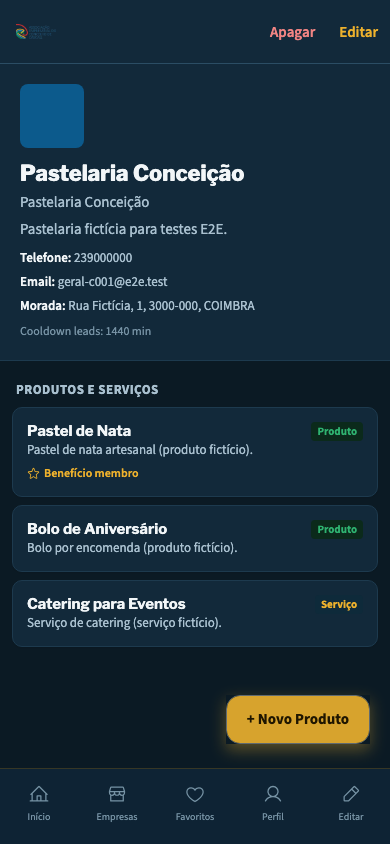 Apagar
Editar
Pastelaria Conceição
Pastelaria Conceição
Pastelaria fictícia para testes E2E.
Telefone: 239000000
Email: geral-c001@e2e.test
Morada: Rua Fictícia, 1, 3000-000, COIMBRA
Cooldown leads: 1440 min
PRODUTOS E SERVIÇOS
Pastel de Nata
Produto
Pastel de nata artesanal (produto fictício).
Benefício membro
Bolo de Aniversário
Produto
Bolo por encomenda (produto fictício).
Catering para Eventos
Serviço
Serviço de catering (serviço fictício).
+ Novo Produto
Início
Empresas
Favoritos
Perfil
Editar